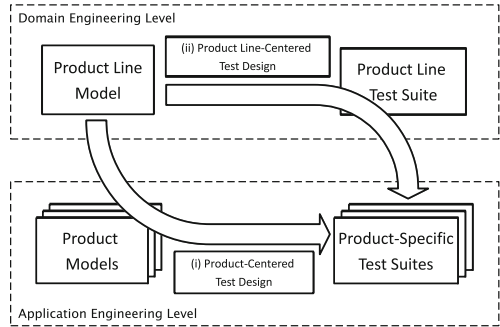 Domain Engineering Level
(ii) Product Line-Centered
Test Design
Product Line
Model
Product Line
Test Suite
Product
Models
Product-Specific
Test Suites
(i) Product-Centered
Test Design
Application Engineering Level